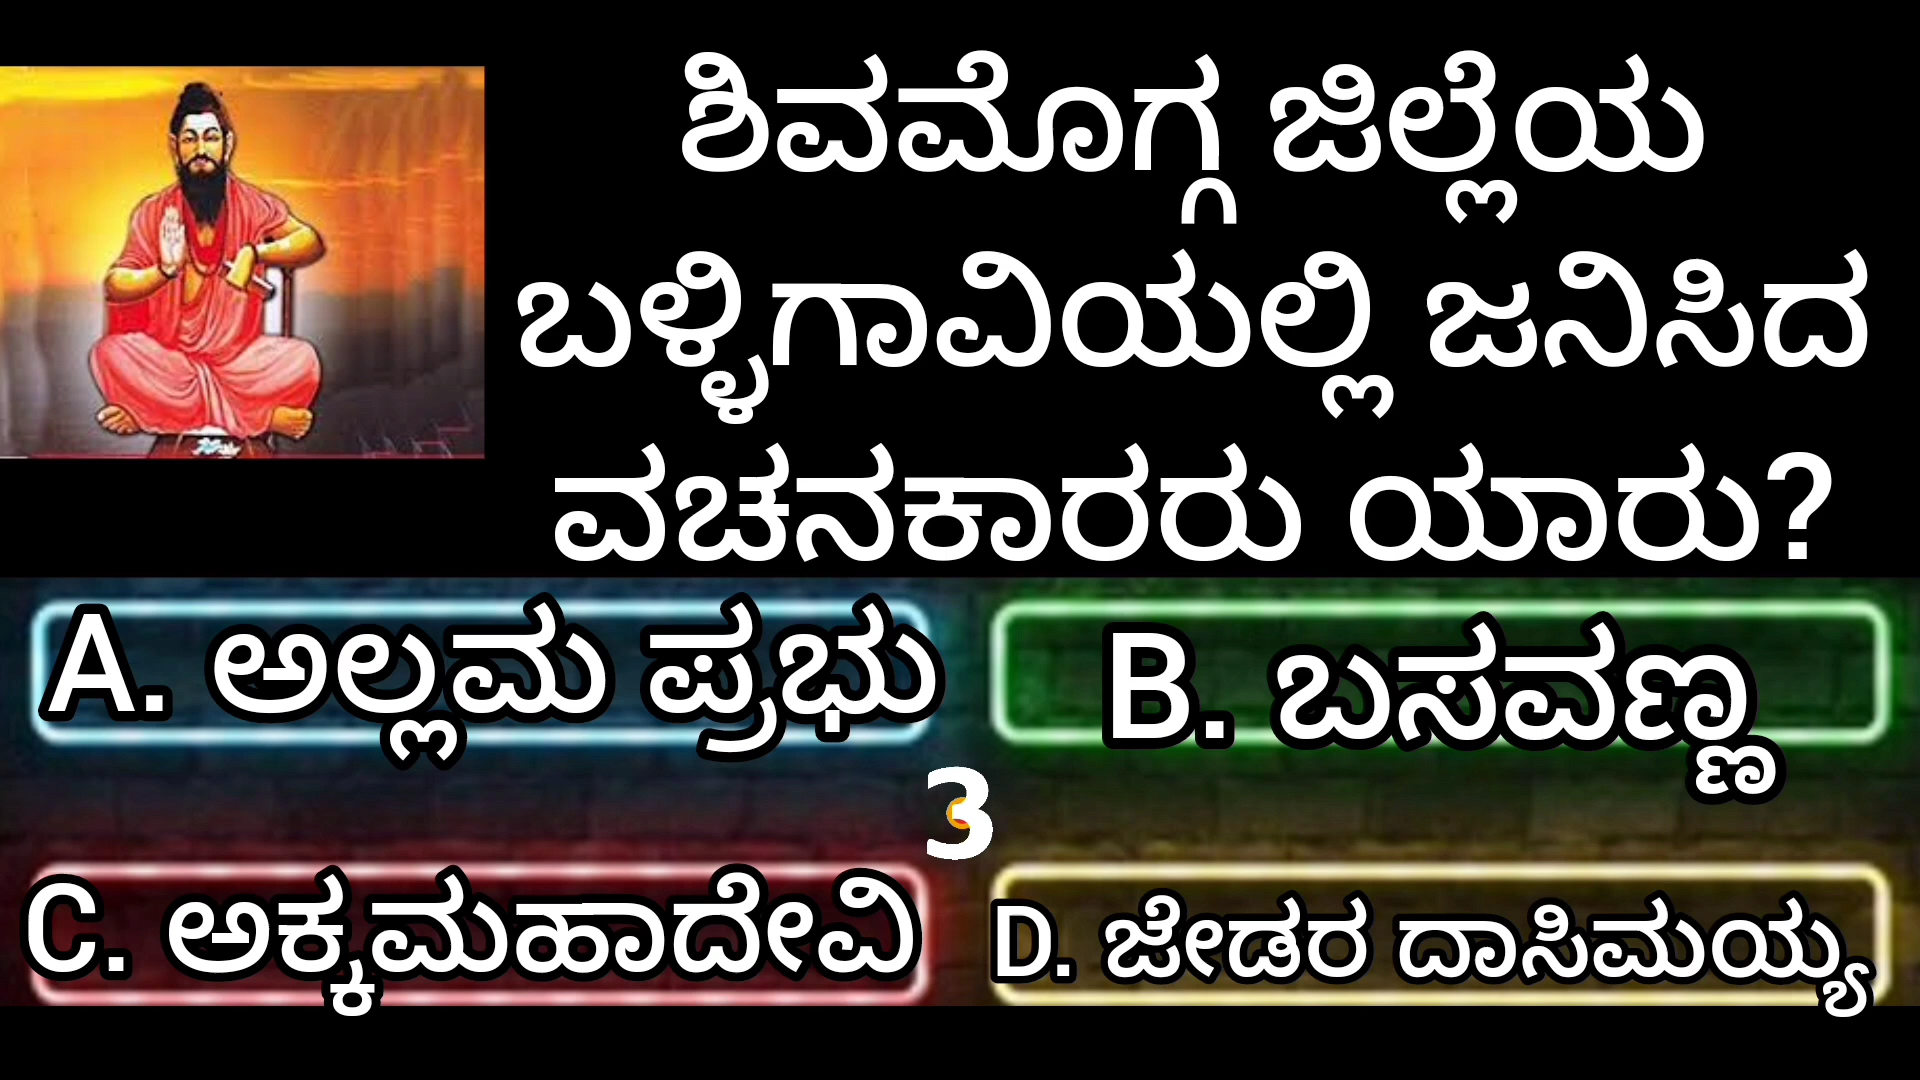 ಶಿವಮೊಗ್ಗ ಜಿಲ್ಲೆಯ
ಬಳ್ಳಿಗಾವಿಯಲ್ಲಿ ಜನಿಸಿದ
ವಚನಕಾರರು ಯಾರು?
A. ಅಲ್ಲಮ ಪ್ರಭು
B. ಬಸವಣ್ಣ
3
C. ಅಕ್ಕಮಹಾದೇವಿ
D. ಜೇಡರ ದಾಸಿಮಯ್ಯ